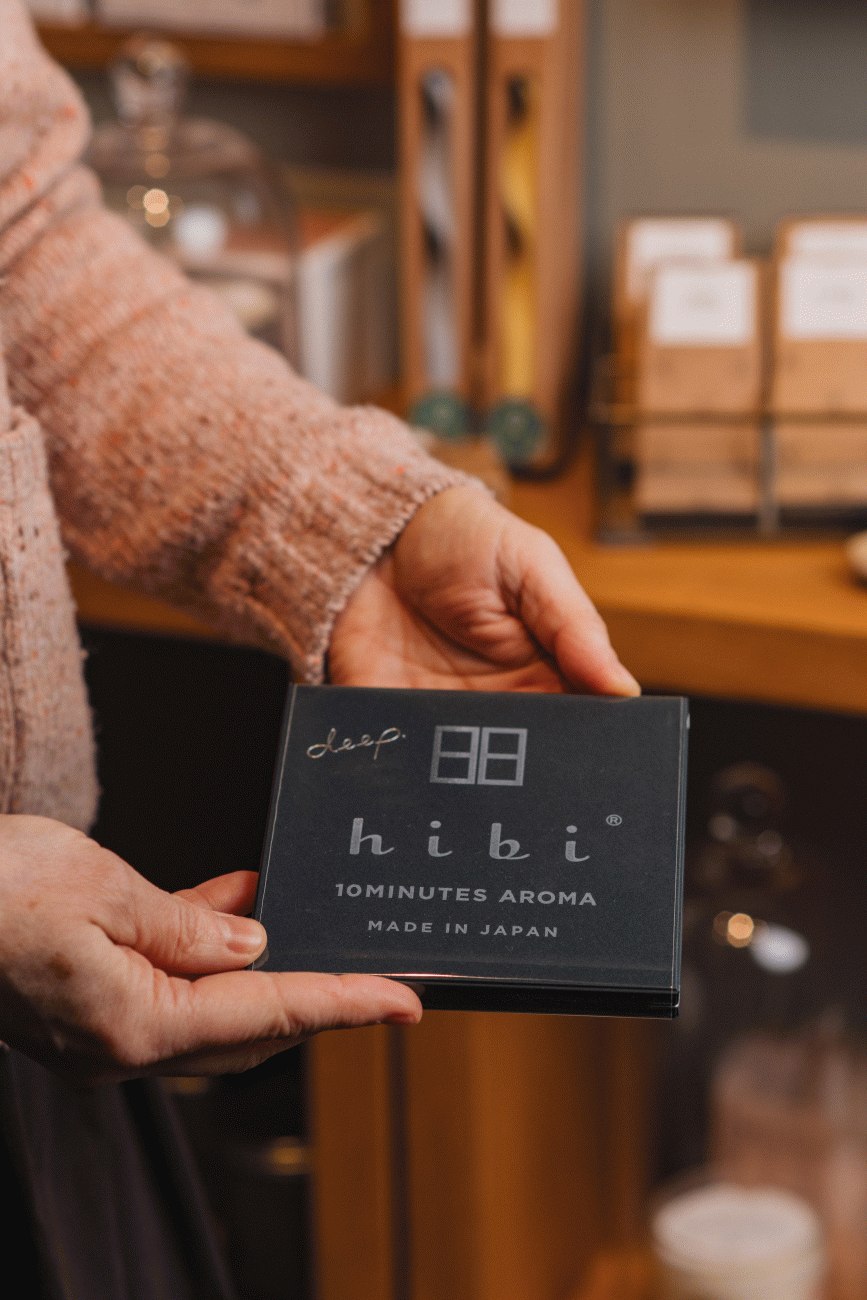 deep.
hibi®
10MINUTES AROMA
MADE IN JAPAN